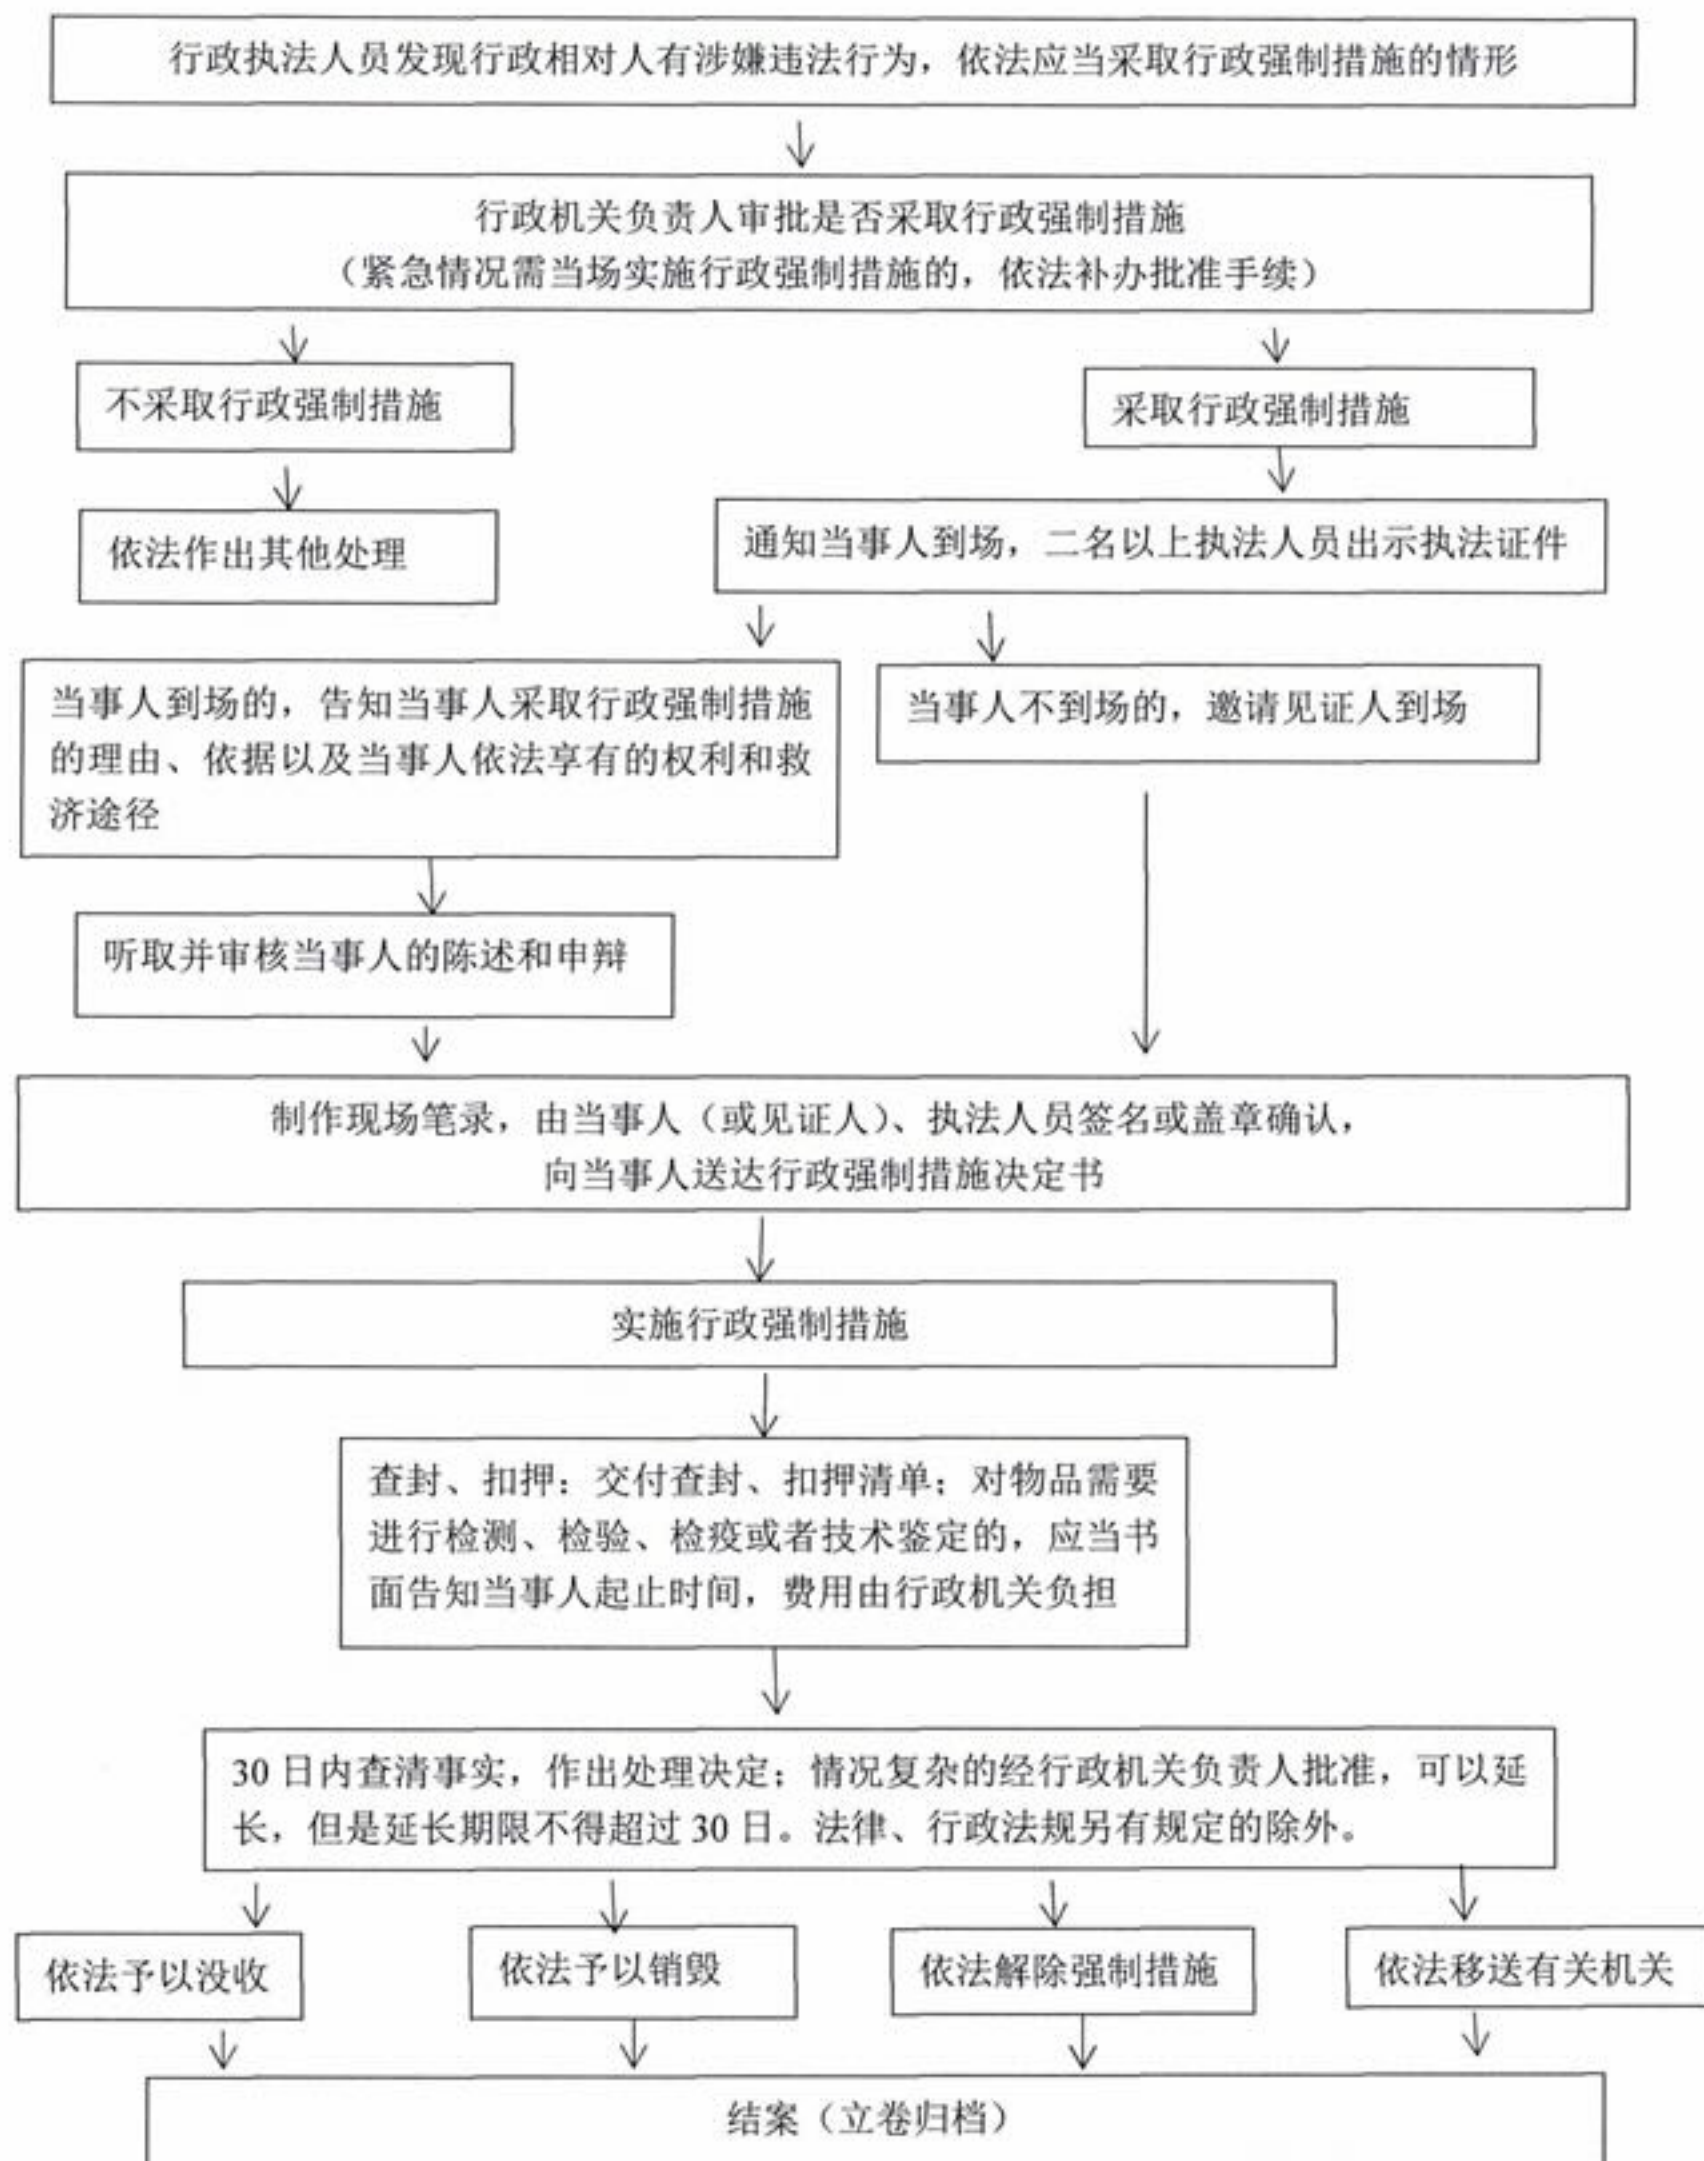 行政执法人员发现行政相对人有涉嫌违法行为，依法应当采取行政强制措施的情形
行政机关负责人审批是否采取行政强制措施
（紧急情况需当场实施行政强制措施的，依法补办批准手续）
不采取行政强制措施
采取行政强制措施
依法作出其他处理
通知当事人到场，二名以上执法人员出示执法证件
当事人到场的，告知当事人采取行政强制措施
的理由、依据以及当事人依法享有的权利和救
济途径
当事人不到场的，邀请见证人到场
听取并审核当事人的陈述和申辩
制作现场笔录，由当事人（或见证人）、执法人员签名或盖章确认，
向当事人送达行政强制措施决定书
实施行政强制措施
查封、扣押：交付查封、扣押清单；对物品需要
进行检测、检验、检疫或者技术鉴定的，应当书
面告知当事人起止时间，费用由行政机关负担
30 日内查清事实，作出处理决定；情况复杂的经行政机关负责人批准，可以延
长，但是延长期限不得超过 30 日。法律、行政法规另有规定的除外。
依法予以没收
依法予以销毁
依法解除强制措施
依法移送有关机关
结案（立卷归档）